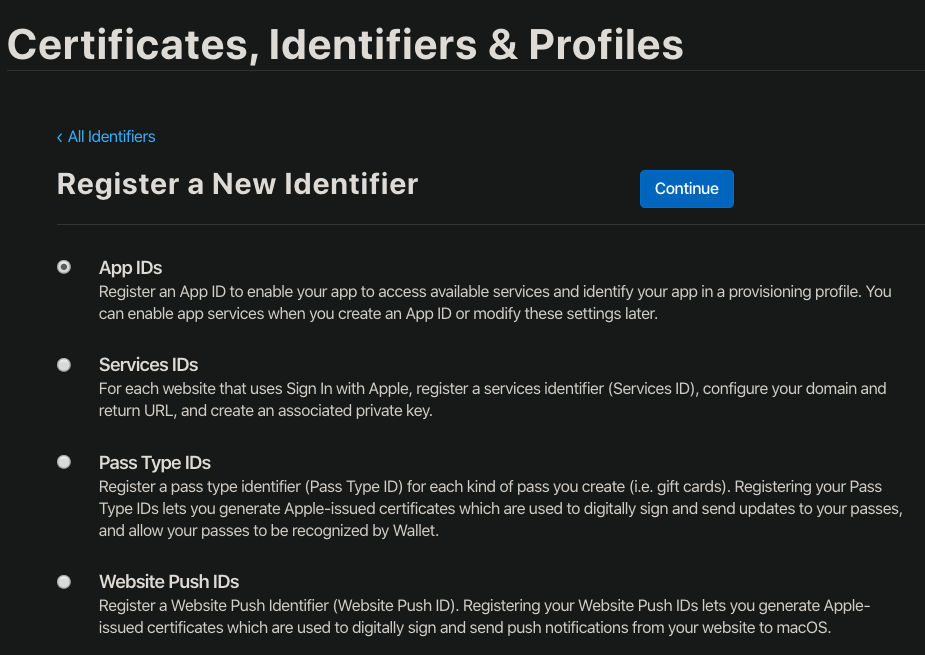 Certificates, Identifiers & Profiles
‹ All Identifiers
Register a New Identifier
Continue
App IDs
Register an App ID to enable your app to access available services and identify your app in a provisioning profile. You
can enable app services when you create an App ID or modify these settings later.
Services IDs
For each website that uses Sign In with Apple, register a services identifier (Services ID), configure your domain and
return URL, and create an associated private key.
Pass Type IDs
Register a pass type identifier (Pass Type ID) for each kind of pass you create (i.e. gift cards). Registering your Pass
Type IDs lets you generate Apple-issued certificates which are used to digitally sign and send updates to your passes,
and allow your passes to be recognized by Wallet.
Website Push IDs
Register a Website Push Identifier (Website Push ID). Registering your Website Push IDs lets you generate Apple-
issued certificates which are used to digitally sign and send push notifications from your website to macOS.